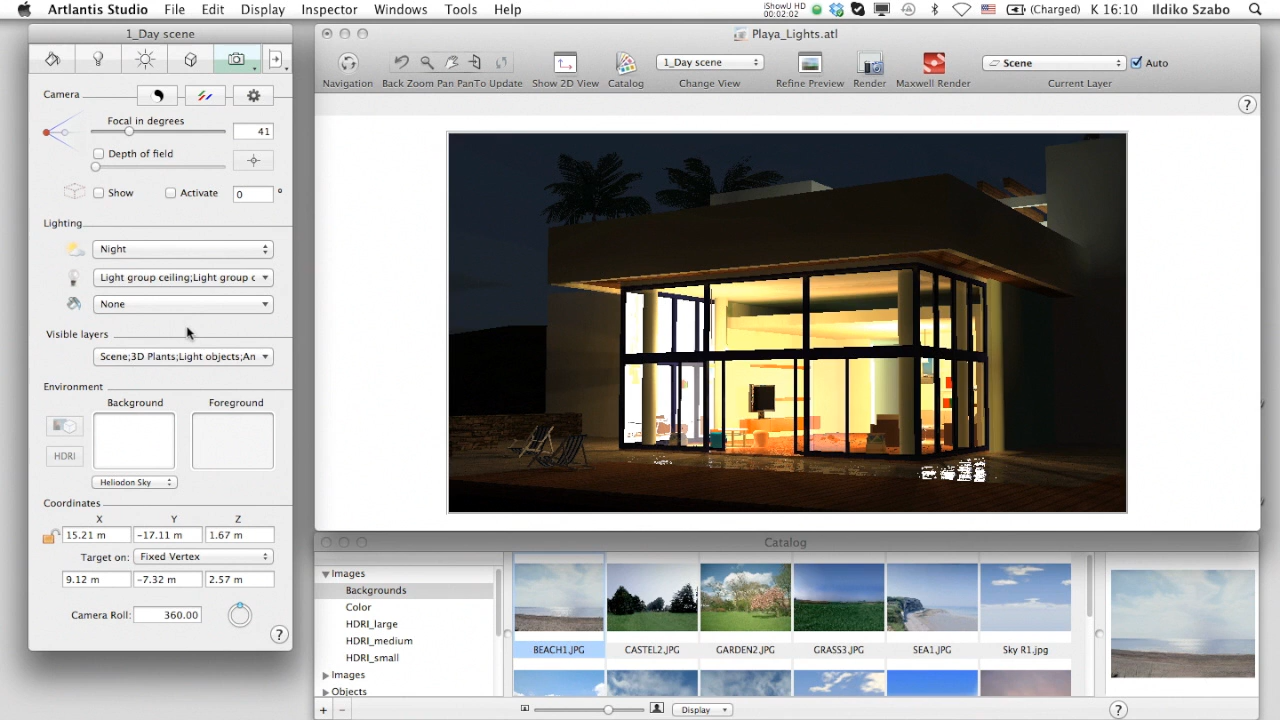 Artlantis Studio File Edit Display Inspector Windows Tools Help iShowU HD 00:02:02 (Charged) K 16:10 Ildiko Szabo
1_Day scene
Camera
Focal in degrees
41
Depth of field
Show Activate 0 °
Lighting
Night
Light group ceiling;Light group c
None
Visible layers
Scene;3D Plants;Light objects;An
Environment
Background Foreground
HDRI
Heliodon Sky
Coordinates
X Y Z
15.21 m -17.11 m 1.67 m
Target on: Fixed Vertex
9.12 m -7.32 m 2.57 m
Camera Roll: 360.00
?
Playa_Lights.atl
1_Day scene Scene Auto
Navigation Back Zoom Pan PanTo Update Show 2D View Catalog Change View Refine Preview Render Maxwell Render Current Layer
?
Catalog
Images
Backgrounds
Color
HDRI_large
HDRI_medium
HDRI_small
Images
Objects
BEACH1.JPG CASTEL2.JPG GARDEN2.JPG GRASS3.JPG SEA1.JPG Sky R1.jpg
+ − Display ?